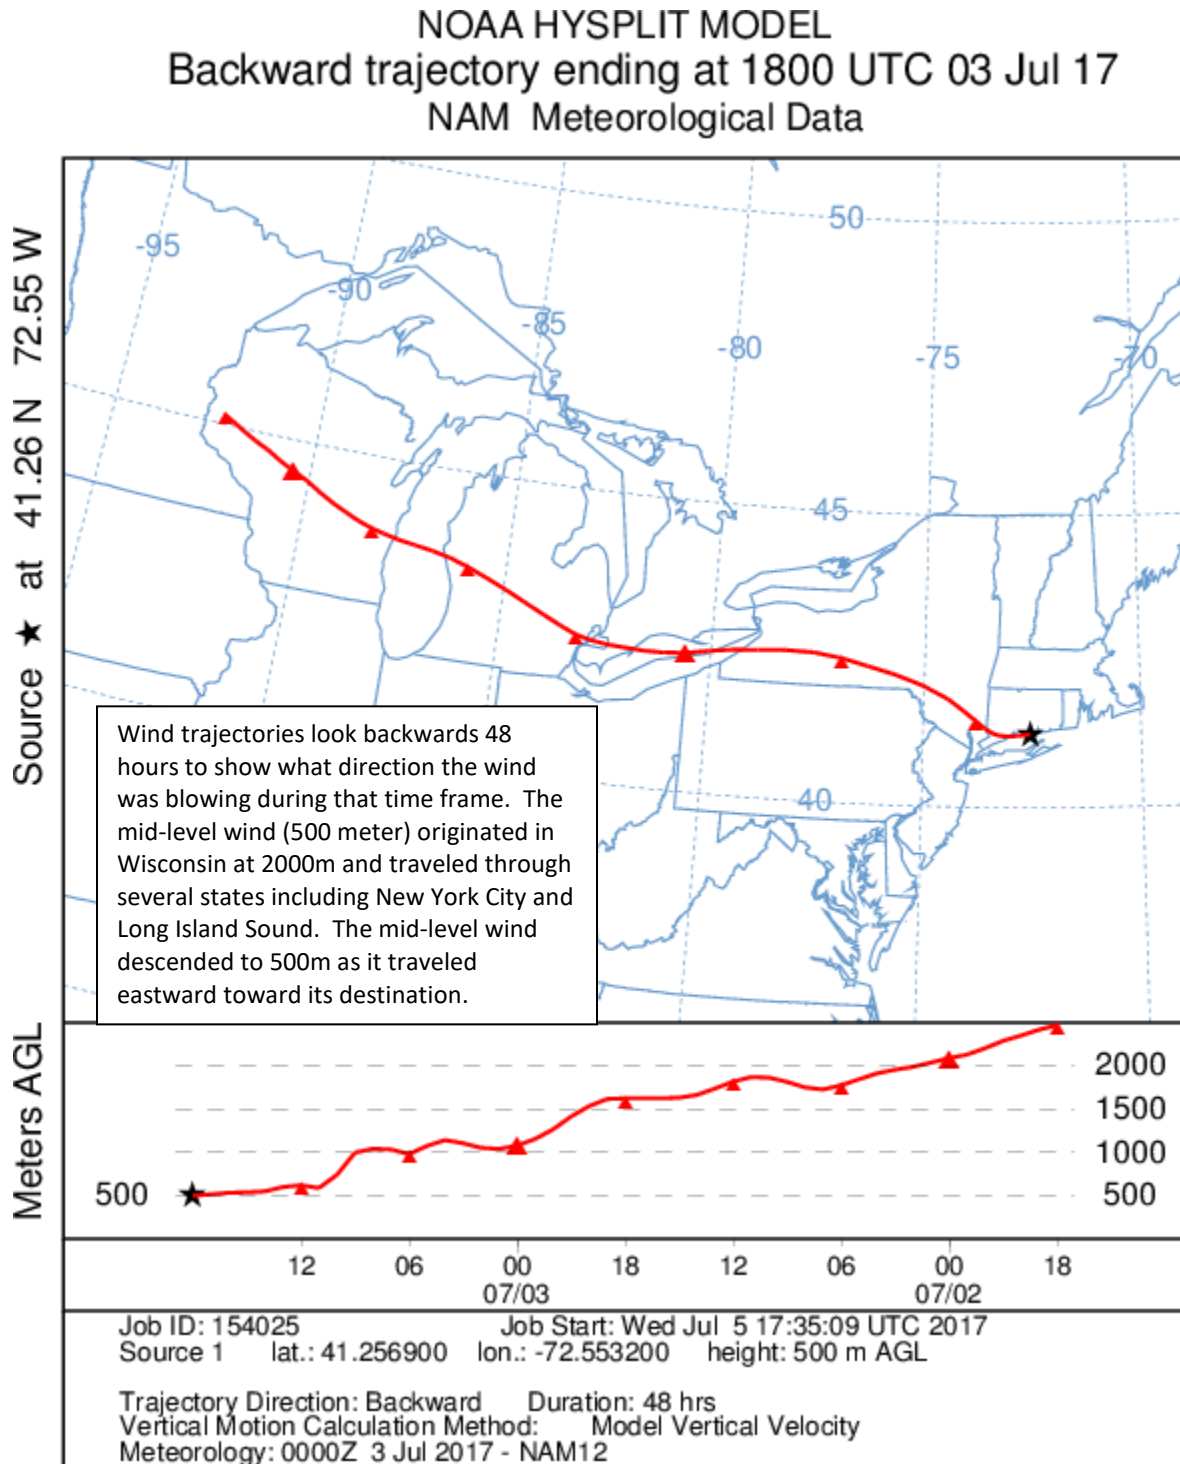 NOAA HYSPLIT MODEL
Backward trajectory ending at 1800 UTC 03 Jul 17
NAM Meteorological Data
Source ★ at 41.26 N 72.55 W
-95
-90
-85
-80
-75
-70
50
45
40
Wind trajectories look backwards 48
hours to show what direction the wind
was blowing during that time frame. The
mid-level wind (500 meter) originated in
Wisconsin at 2000m and traveled through
several states including New York City and
Long Island Sound. The mid-level wind
descended to 500m as it traveled
eastward toward its destination.
Meters AGL
2000
1500
1000
500 500
12 06 00 18 12 06 00 18
07/03 07/02
Job ID: 154025 Job Start: Wed Jul 5 17:35:09 UTC 2017
Source 1 lat.: 41.256900 lon.: -72.553200 height: 500 m AGL
Trajectory Direction: Backward Duration: 48 hrs
Vertical Motion Calculation Method: Model Vertical Velocity
Meteorology: 0000Z 3 Jul 2017 - NAM12